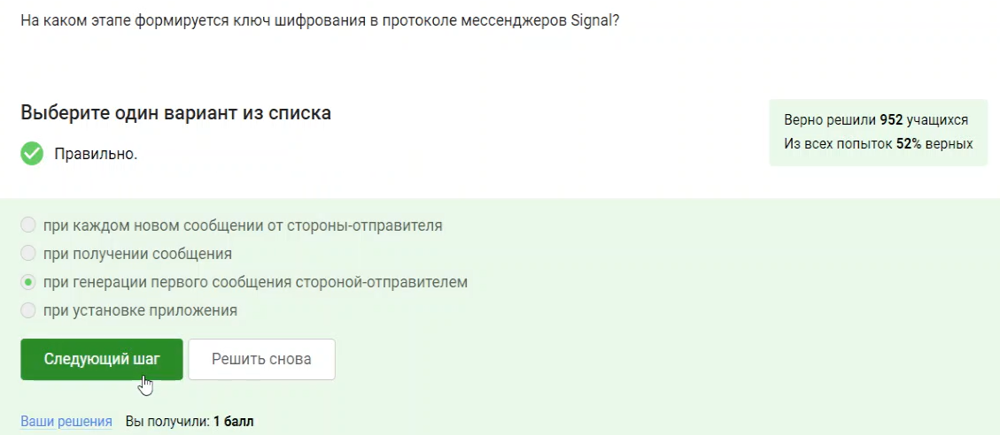 На каком этапе формируется ключ шифрования в протоколе мессенджеров Signal?
Выберите один вариант из списка
Правильно.
Верно решили 952 учащихся
Из всех попыток 52% верных
при каждом новом сообщении от стороны-отправителя
при получении сообщения
при генерации первого сообщения стороной-отправителем
при установке приложения
Следующий шаг
Решить снова
Ваши решения Вы получили: 1 балл